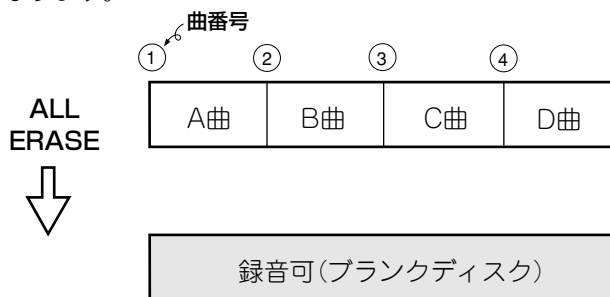 曲番号
① ② ③ ④
A曲 B曲 C曲 D曲
ALL
ERASE
録音可(ブランクディスク)